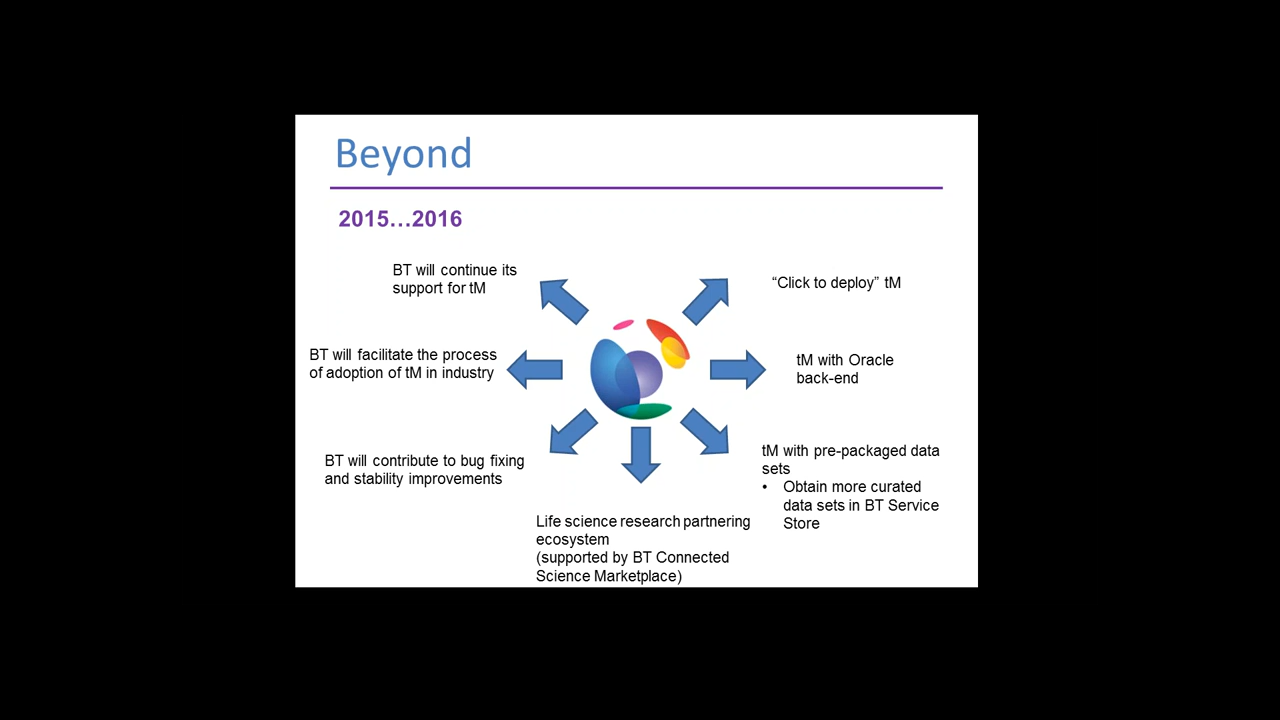 Beyond
2015…2016
BT will continue its
support for tM
“Click to deploy” tM
BT will facilitate the process
of adoption of tM in industry
tM with Oracle
back-end
BT will contribute to bug fixing
and stability improvements
tM with pre-packaged data
sets
• Obtain more curated
data sets in BT Service
Store
Life science research partnering
ecosystem
(supported by BT Connected
Science Marketplace)